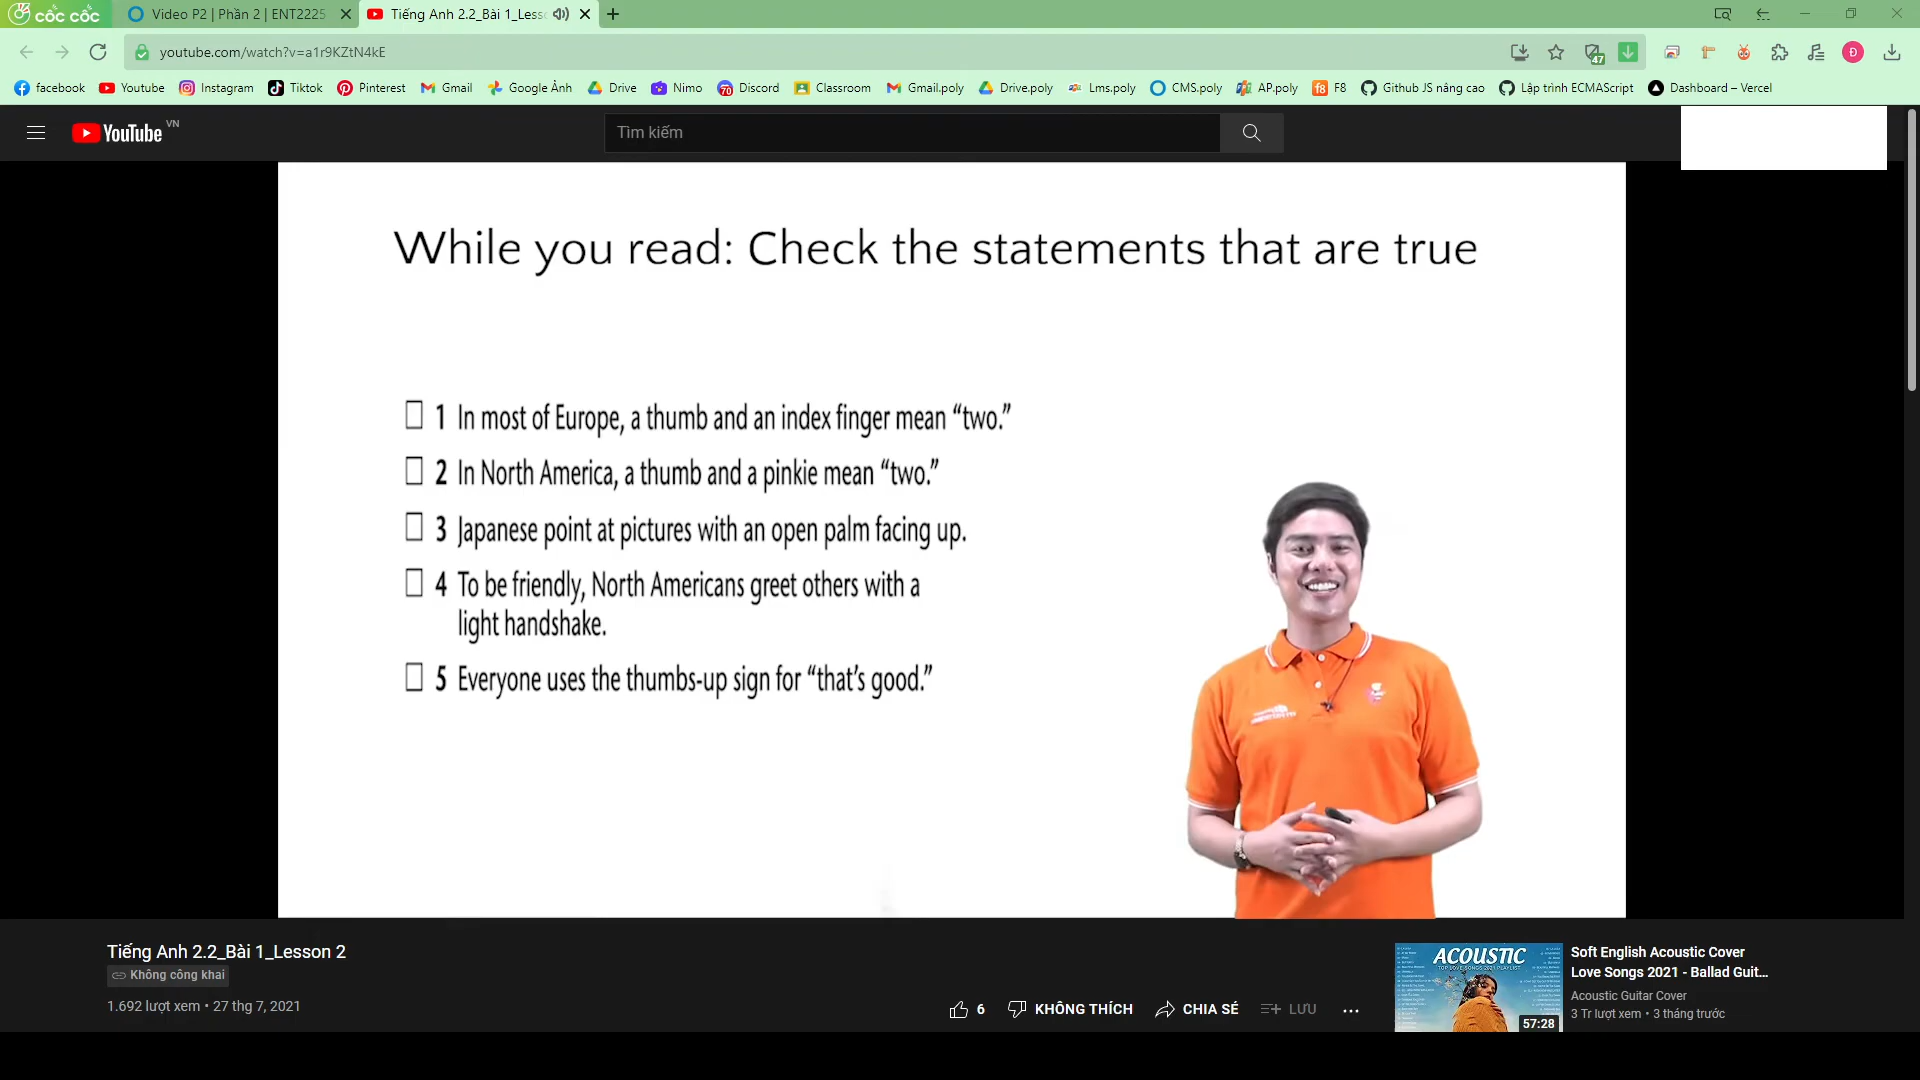 cốc cốc
Video P2 | Phần 2 | ENT2225
Tiếng Anh 2.2_Bài 1_Less
youtube.com/watch?v=a1r9KZtN4kE
47
Đ
facebook
Youtube
Instagram
Tiktok
Pinterest
Gmail
Google Ảnh
Drive
Nimo
Discord
Classroom
Gmail.poly
Drive.poly
Lms.poly
CMS.poly
AP.poly
F8
Github JS nâng cao
Lập trình ECMAScript
Dashboard – Vercel
YouTube VN
Tìm kiếm
While you read: Check the statements that are true
1 In most of Europe, a thumb and an index finger mean “two.”
2 In North America, a thumb and a pinkie mean “two.”
3 Japanese point at pictures with an open palm facing up.
4 To be friendly, North Americans greet others with a
light handshake.
5 Everyone uses the thumbs-up sign for “that’s good.”
Tiếng Anh 2.2_Bài 1_Lesson 2
Không công khai
1.692 lượt xem • 27 thg 7, 2021
6
KHÔNG THÍCH
CHIA SẺ
LƯU
ACOUSTIC
TOP LOVE SONGS 2021 PLAYLIST
57:28
Soft English Acoustic Cover
Love Songs 2021 - Ballad Guit...
Acoustic Guitar Cover
3 Tr lượt xem • 3 tháng trước